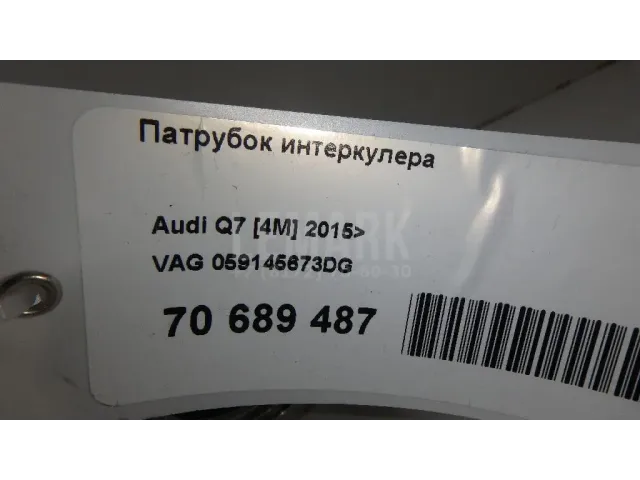 Патрубок интеркулера
Audi Q7 [4M] 2015>
VAG 059145673DG
70 689 487